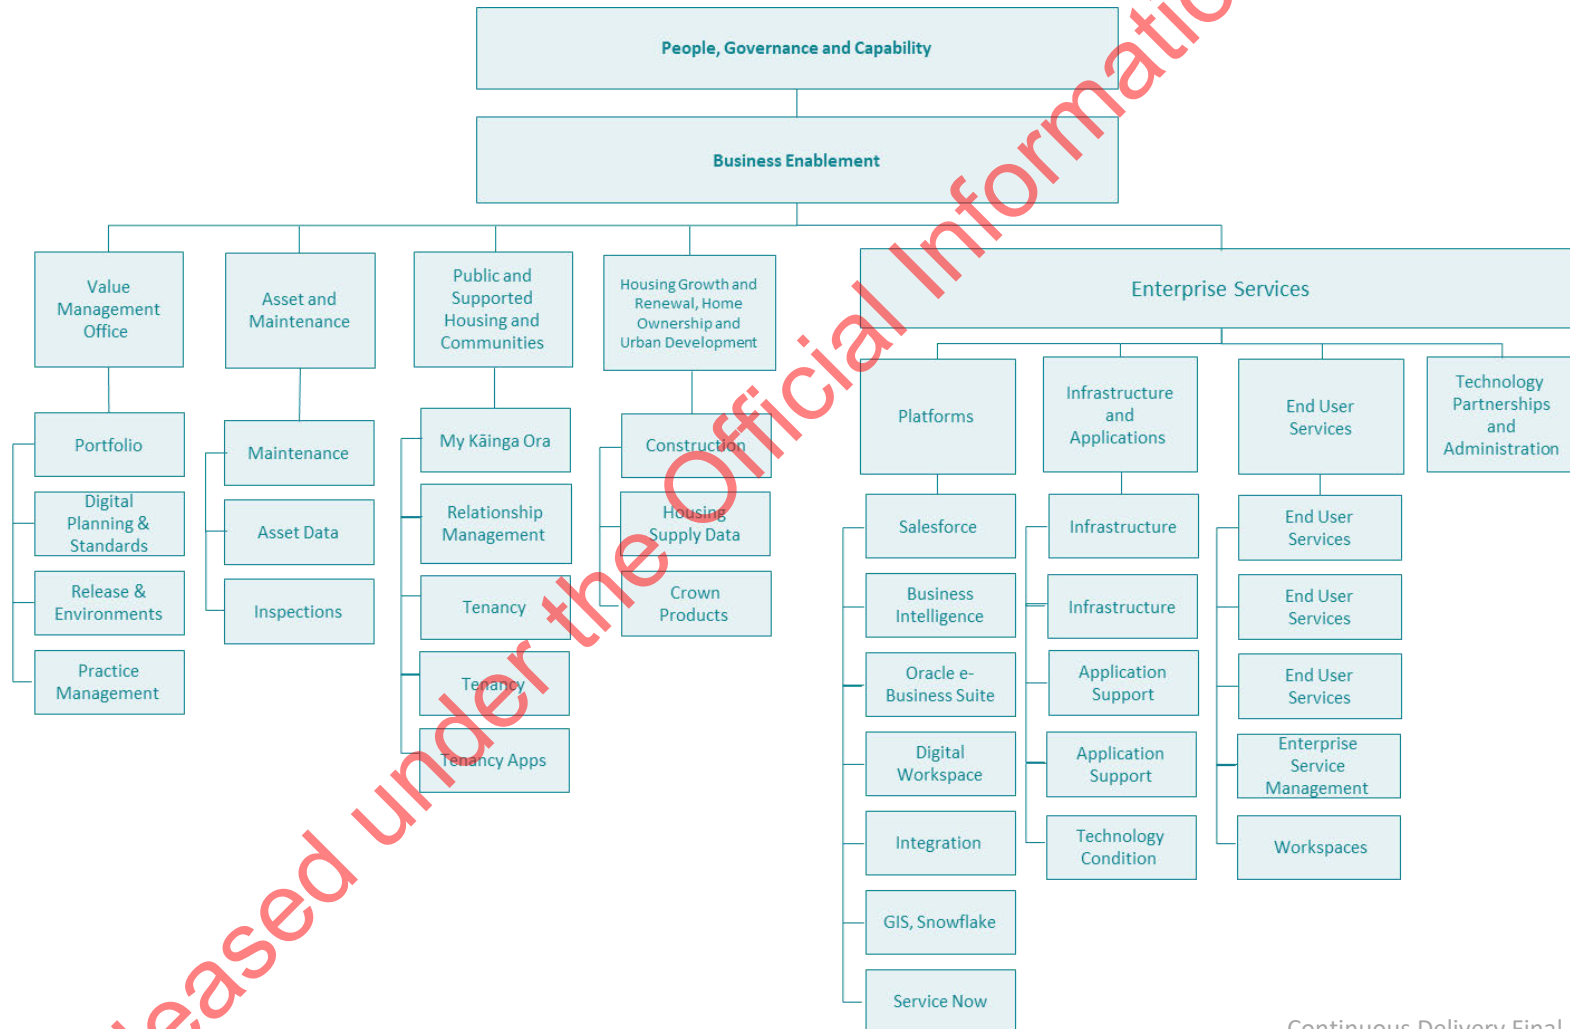 People, Governance and Capability
Business Enablement
Value
Management
Office
Portfolio
Digital
Planning &
Standards
Release &
Environments
Practice
Management
Asset and
Maintenance
Maintenance
Asset Data
Inspections
Public and
Supported
Housing and
Communities
My Kāinga Ora
Relationship
Management
Tenancy
Tenancy
Tenancy Apps
Housing Growth and
Renewal, Home
Ownership and
Urban Development
Construction
Housing
Supply Data
Crown
Products
Enterprise Services
Platforms
Salesforce
Business
Intelligence
Oracle e-
Business Suite
Digital
Workspace
Integration
GIS, Snowflake
Service Now
Infrastructure
and
Applications
Infrastructure
Infrastructure
Application
Support
Application
Support
Technology
Condition
End User
Services
End User
Services
End User
Services
End User
Services
Enterprise
Service
Management
Workspaces
Technology
Partnerships
and
Administration
leased under the Official Informatio
Continuous Delivery Final